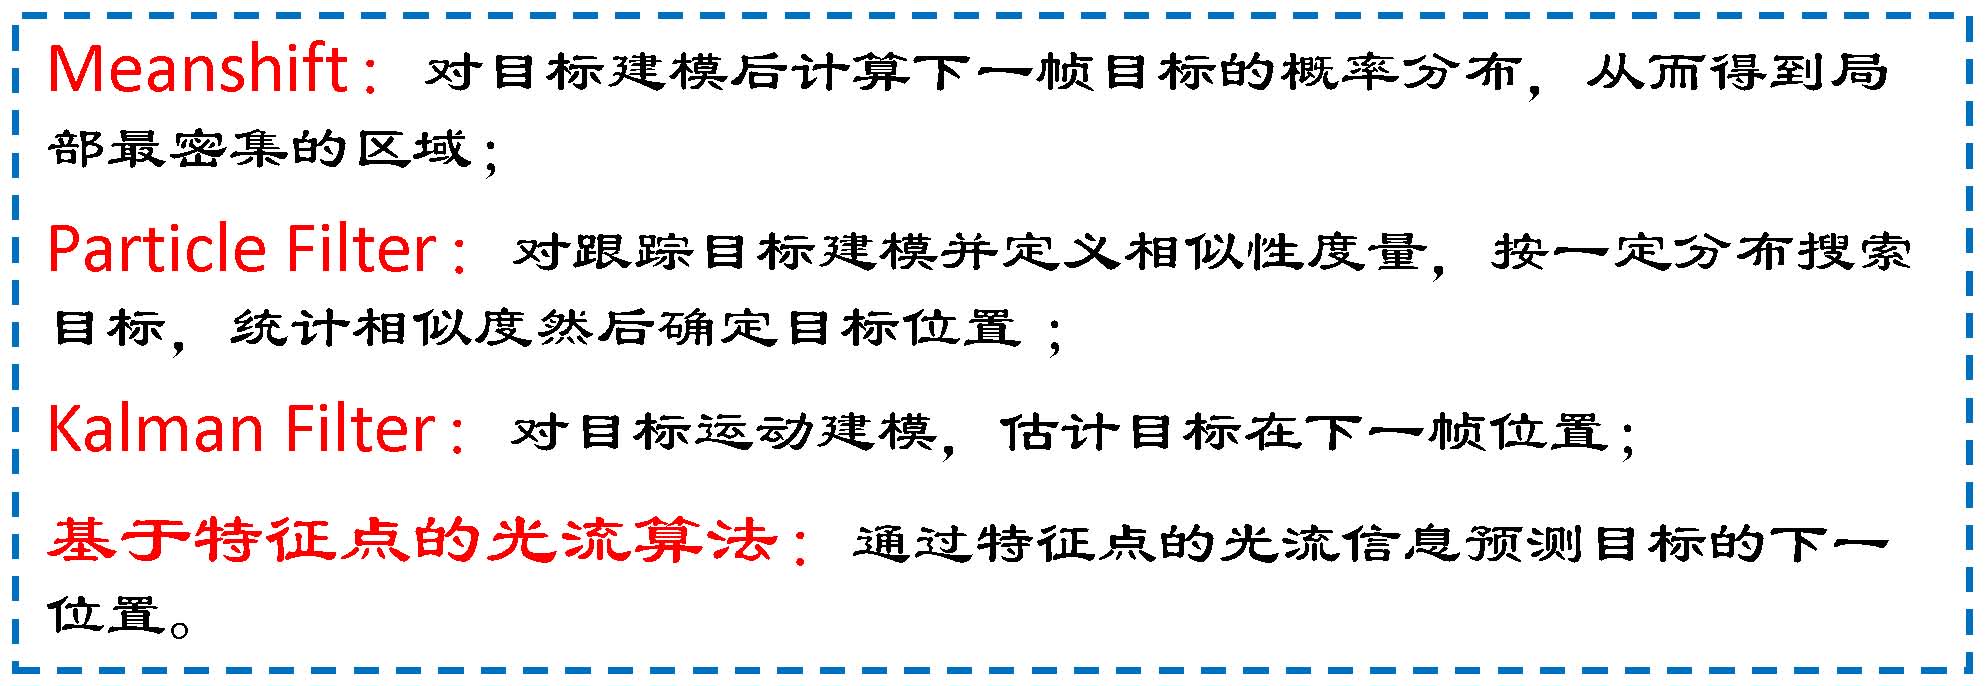 Meanshift：对目标建模后计算下一帧目标的概率分布，从而得到局
部最密集的区域；
Particle Filter：对跟踪目标建模并定义相似性度量，按一定分布搜索
目标，统计相似度然后确定目标位置；
Kalman Filter：对目标运动建模，估计目标在下一帧位置；
基于特征点的光流算法：通过特征点的光流信息预测目标的下一
位置。